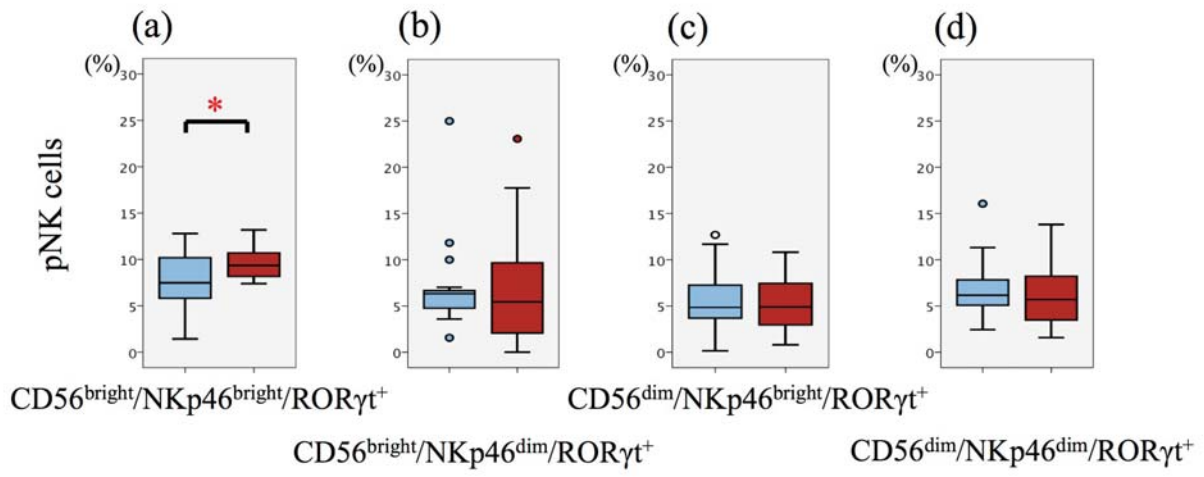 (a) (b) (c) (d)
(%) (%) (%) (%)
30 30 30 30
25 25 25 25
20 20 20 20
15 15 15 15
10 10 10 10
5 5 5 5
0 0 0 0
*
pNK cells
CD56ᵇʳⁱᵍʰᵗ/NKp46ᵇʳⁱᵍʰᵗ/RORγt⁺ CD56ᵈⁱᵐ/NKp46ᵇʳⁱᵍʰᵗ/RORγt⁺
CD56ᵇʳⁱᵍʰᵗ/NKp46ᵈⁱᵐ/RORγt⁺ CD56ᵈⁱᵐ/NKp46ᵈⁱᵐ/RORγt⁺